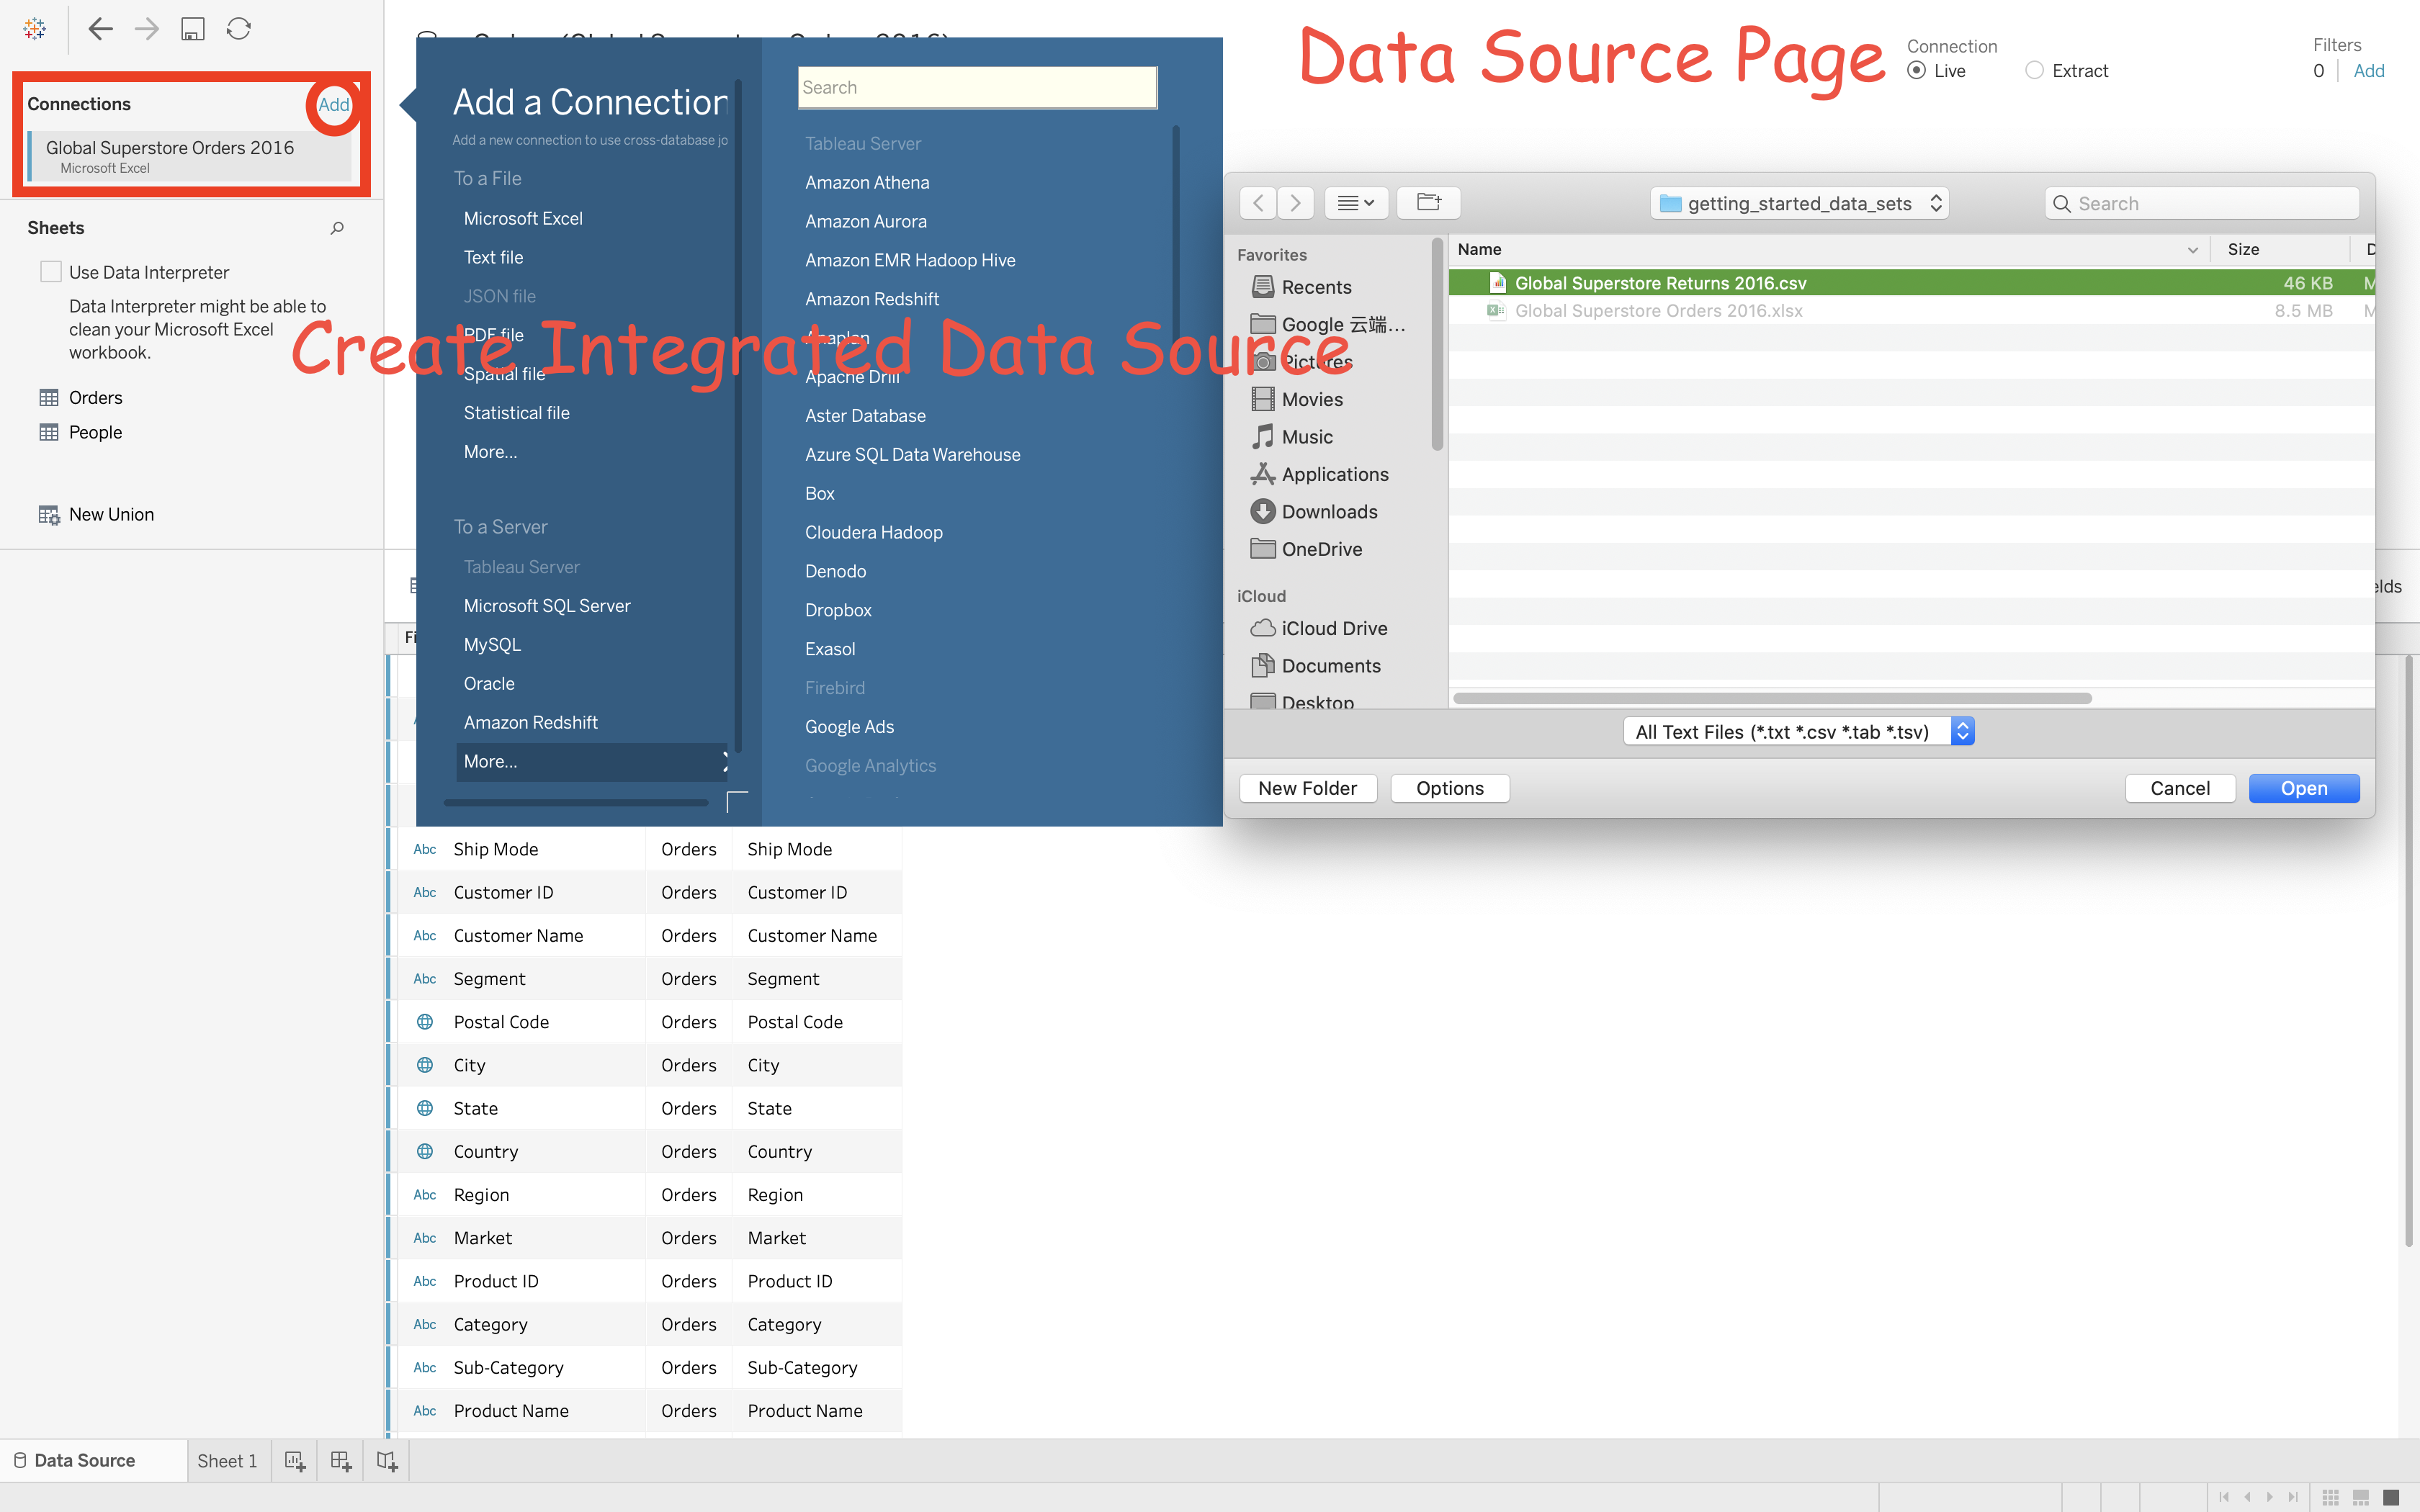 Data Source Page
Connection
Live
Extract
Filters
0
Add
Connections
Add
Global Superstore Orders 2016
Microsoft Excel
Sheets
Use Data Interpreter
Data Interpreter might be able to
clean your Microsoft Excel
workbook.
Orders
People
New Union
Add a Connection
Add a new connection to use cross-database jo
To a File
Microsoft Excel
Text file
JSON file
PDF file
Spatial file
Statistical file
More...
To a Server
Tableau Server
Microsoft SQL Server
MySQL
Oracle
Amazon Redshift
More...
Search
Tableau Server
Amazon Athena
Amazon Aurora
Amazon EMR Hadoop Hive
Amazon Redshift
Anaplan
Apache Drill
Aster Database
Azure SQL Data Warehouse
Box
Cloudera Hadoop
Denodo
Dropbox
Exasol
Firebird
Google Ads
Google Analytics
Create Integrated Data Source
getting_started_data_sets
Search
Favorites
Recents
Google 云端...
Pictures
Movies
Music
Applications
Downloads
OneDrive
iCloud
iCloud Drive
Documents
Desktop
Name Size D
Global Superstore Returns 2016.csv 46 KB M
Global Superstore Orders 2016.xlsx 8.5 MB M
All Text Files (*.txt *.csv *.tab *.tsv)
New Folder
Options
Cancel
Open
elds
Fi
Abc Ship Mode Orders Ship Mode
Abc Customer ID Orders Customer ID
Abc Customer Name Orders Customer Name
Abc Segment Orders Segment
Postal Code Orders Postal Code
City Orders City
State Orders State
Country Orders Country
Abc Region Orders Region
Abc Market Orders Market
Abc Product ID Orders Product ID
Abc Category Orders Category
Abc Sub-Category Orders Sub-Category
Abc Product Name Orders Product Name
Data Source
Sheet 1